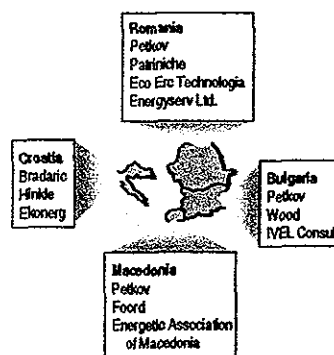 Romania
Petkov
Patriniche
Eco Erc Technologia
Energyserv Ltd.
Croatia
Bradaric
Hinkle
Ekonerg
Bulgaria
Petkov
Wood
IVEL Consul
Macedonia
Petkov
Foord
Energetic Association
of Macedonia